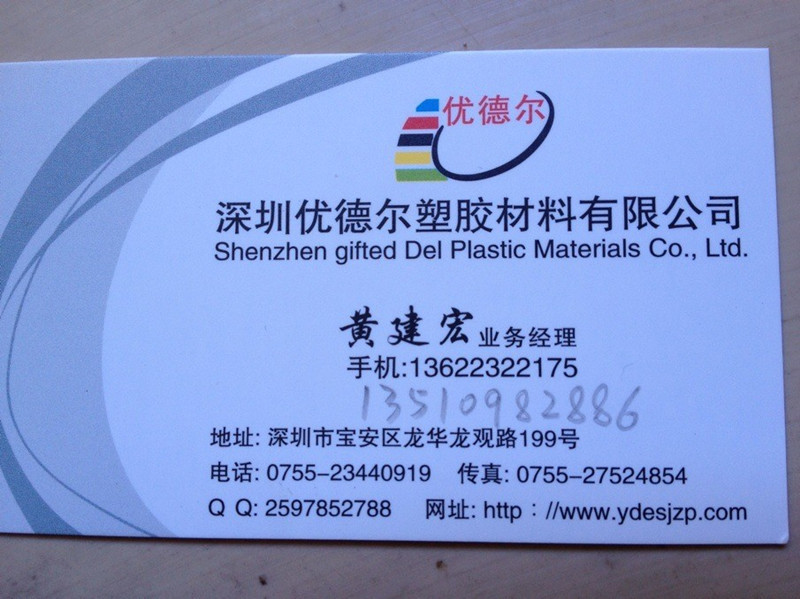 优德尔
深圳优德尔塑胶材料有限公司
Shenzhen gifted Del Plastic Materials Co., Ltd.
黄建宏 业务经理
手机:13622322175
13510982886
地址: 深圳市宝安区龙华龙观路199号
电话: 0755-23440919 传真: 0755-27524854
Q Q: 2597852788 网址: http://www.ydesjzp.com